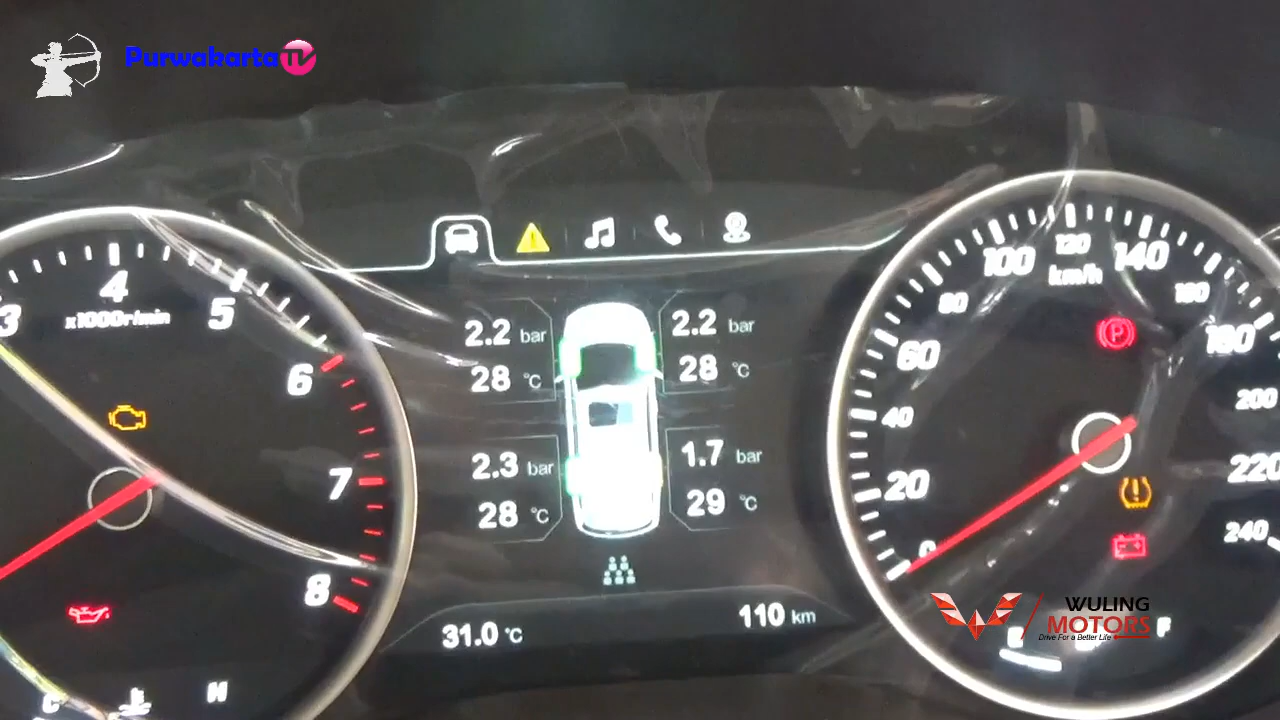 PurwakartaTV
3
4
5
6
7
8
x1000r/min
2.2 bar
28 °C
2.2 bar
28 °C
2.3 bar
28 °C
1.7 bar
29 °C
31.0 °C
110 km
0
20
40
60
80
100
120
140
160
180
200
220
240
km/h
P
C
H
E
F
WULING
MOTORS
Drive For a Better Life